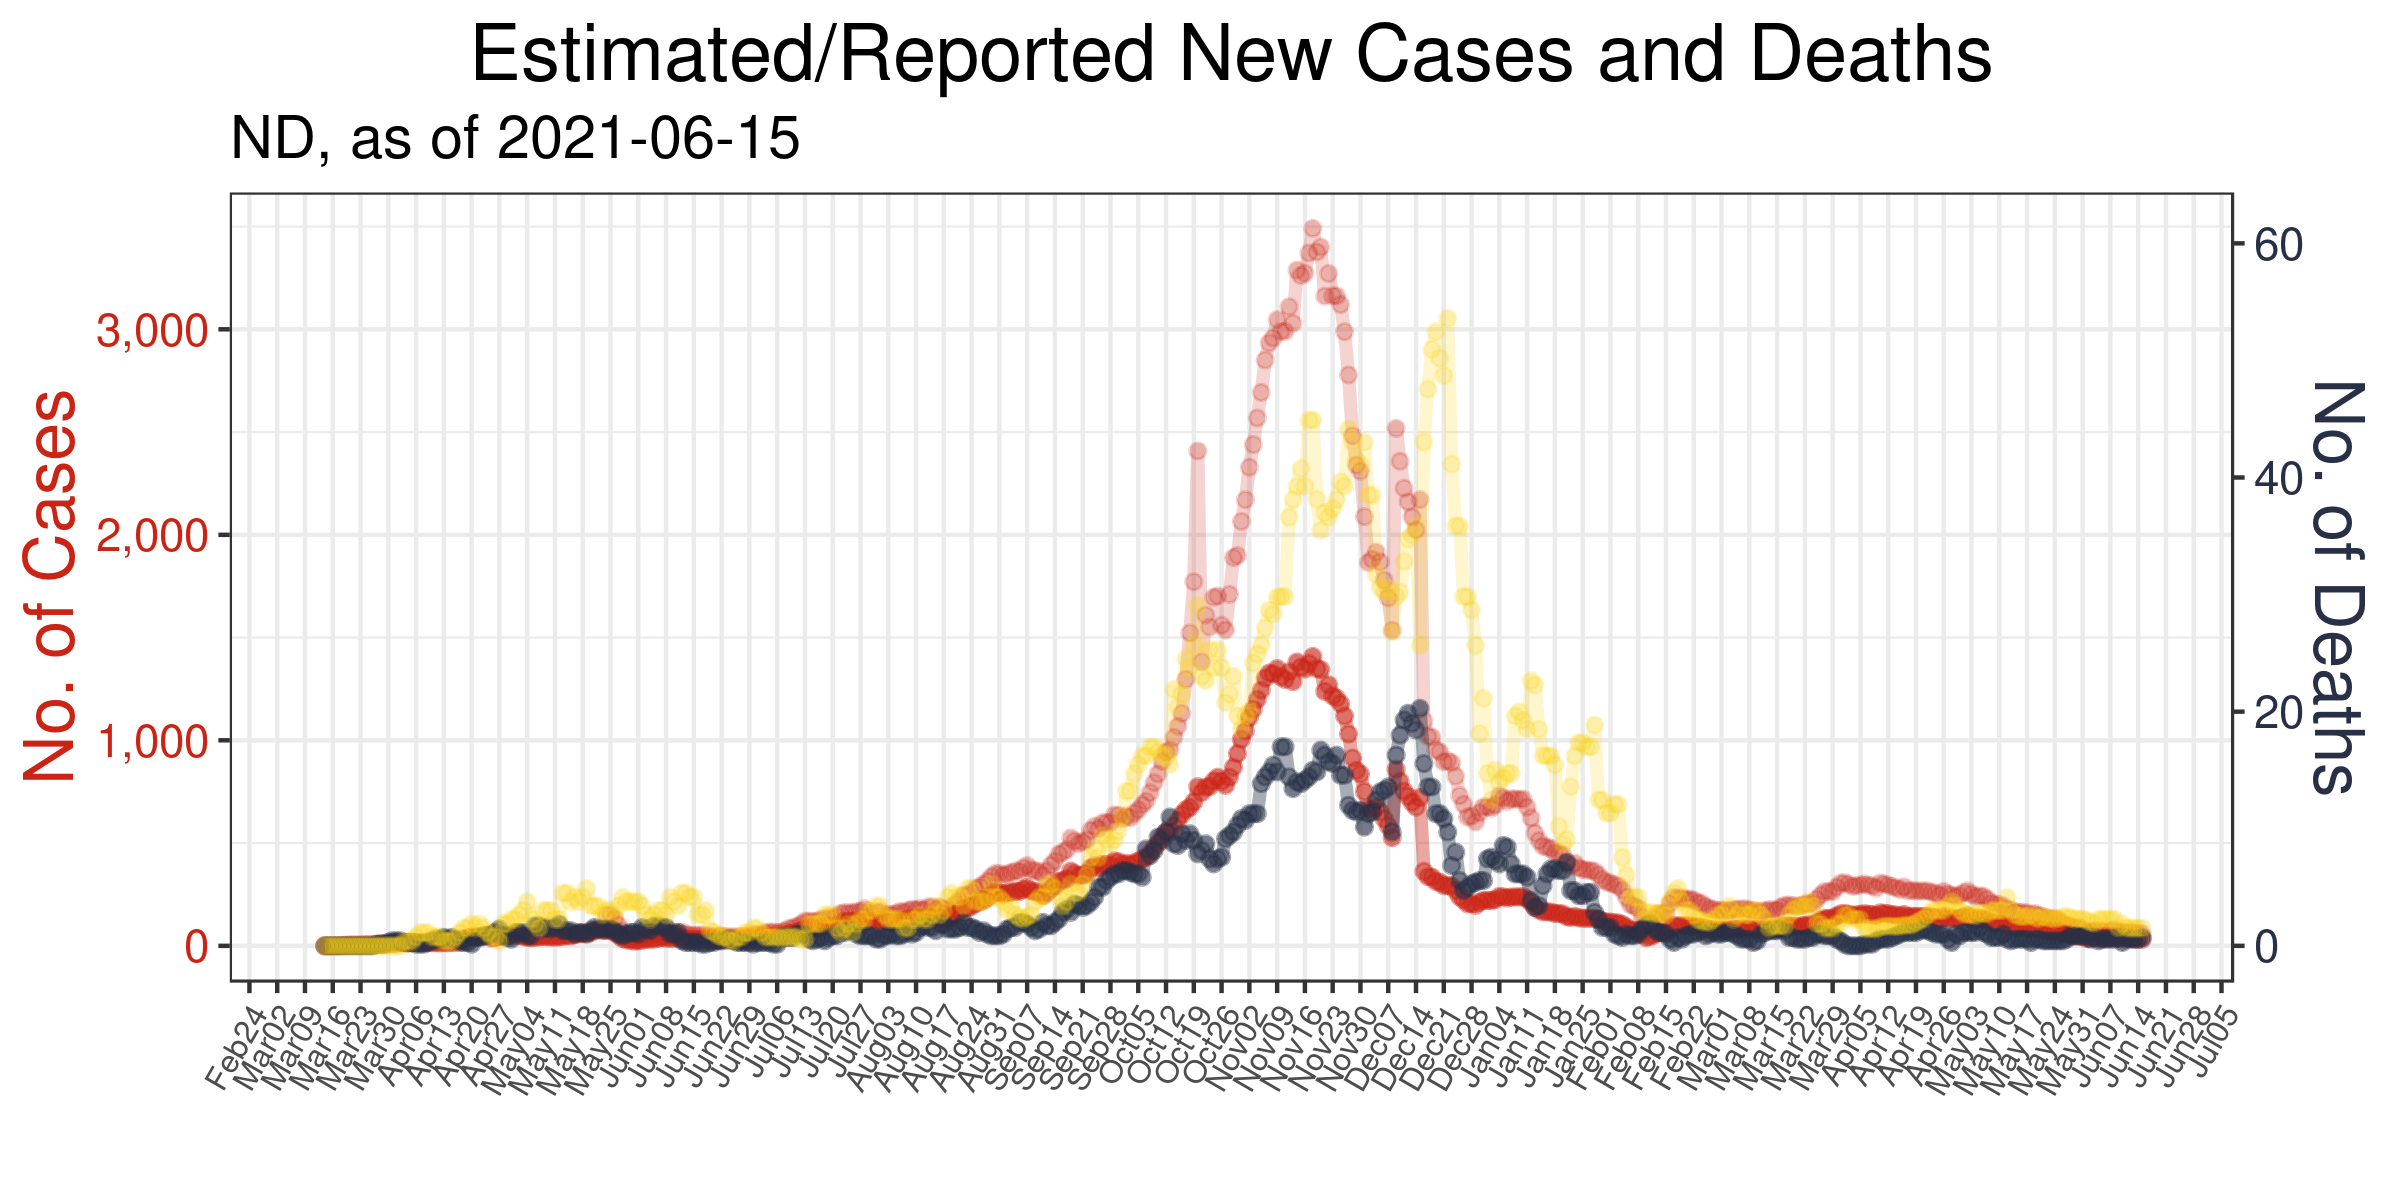 Estimated/Reported New Cases and Deaths
ND, as of 2021-06-15
No. of Cases
3,000
2,000
1,000
0
60
40
20
0
No. of Deaths
Feb24
Mar02
Mar09
Mar16
Mar23
Mar30
Apr06
Apr13
Apr20
Apr27
May04
May11
May18
May25
Jun01
Jun08
Jun15
Jun22
Jun29
Jul06
Jul13
Jul20
Jul27
Aug03
Aug10
Aug17
Aug24
Aug31
Sep07
Sep14
Sep21
Sep28
Oct05
Oct12
Oct19
Oct26
Nov02
Nov09
Nov16
Nov23
Nov30
Dec07
Dec14
Dec21
Dec28
Jan04
Jan11
Jan18
Jan25
Feb01
Feb08
Feb15
Feb22
Mar01
Mar08
Mar15
Mar22
Mar29
Apr05
Apr12
Apr19
Apr26
May03
May10
May17
May24
May31
Jun07
Jun14
Jun21
Jun28
Jul05